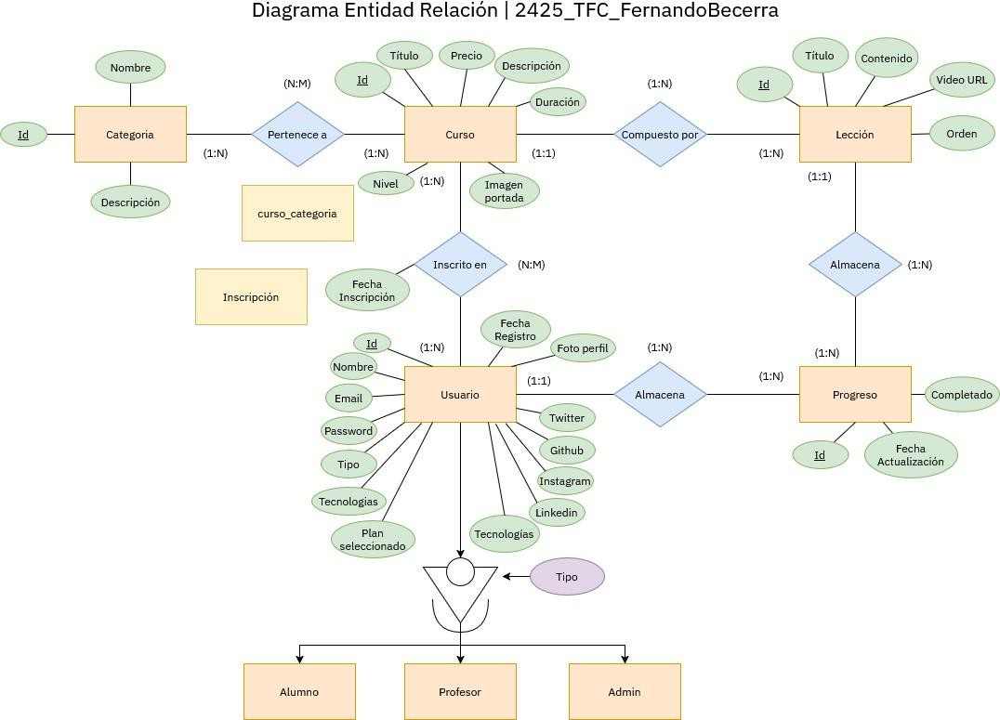 Diagrama Entidad Relación | 2425_TFC_FernandoBecerra
Nombre
Id
Categoria
Descripción
(1:N)
(N:M)
Pertenece a
(1:N)
curso_categoria
Inscripción
Id
Título
Precio
Descripción
Duración
Curso
Nivel
(1:N)
Imagen
portada
(1:1)
(1:N)
Compuesto por
(1:N)
Id
Título
Contenido
Video URL
Orden
Lección
(1:1)
Almacena
(1:N)
(1:N)
Inscrito en
(N:M)
Fecha
Inscripción
(1:N)
Fecha
Registro
Foto perfil
Id
Nombre
Email
Password
Tipo
Tecnologias
Plan
seleccionado
Usuario
(1:1)
Twitter
Github
Instagram
Linkedin
Tecnologías
(1:N)
Almacena
(1:N)
Progreso
Completado
Id
Fecha
Actualización
Tipo
Alumno
Profesor
Admin